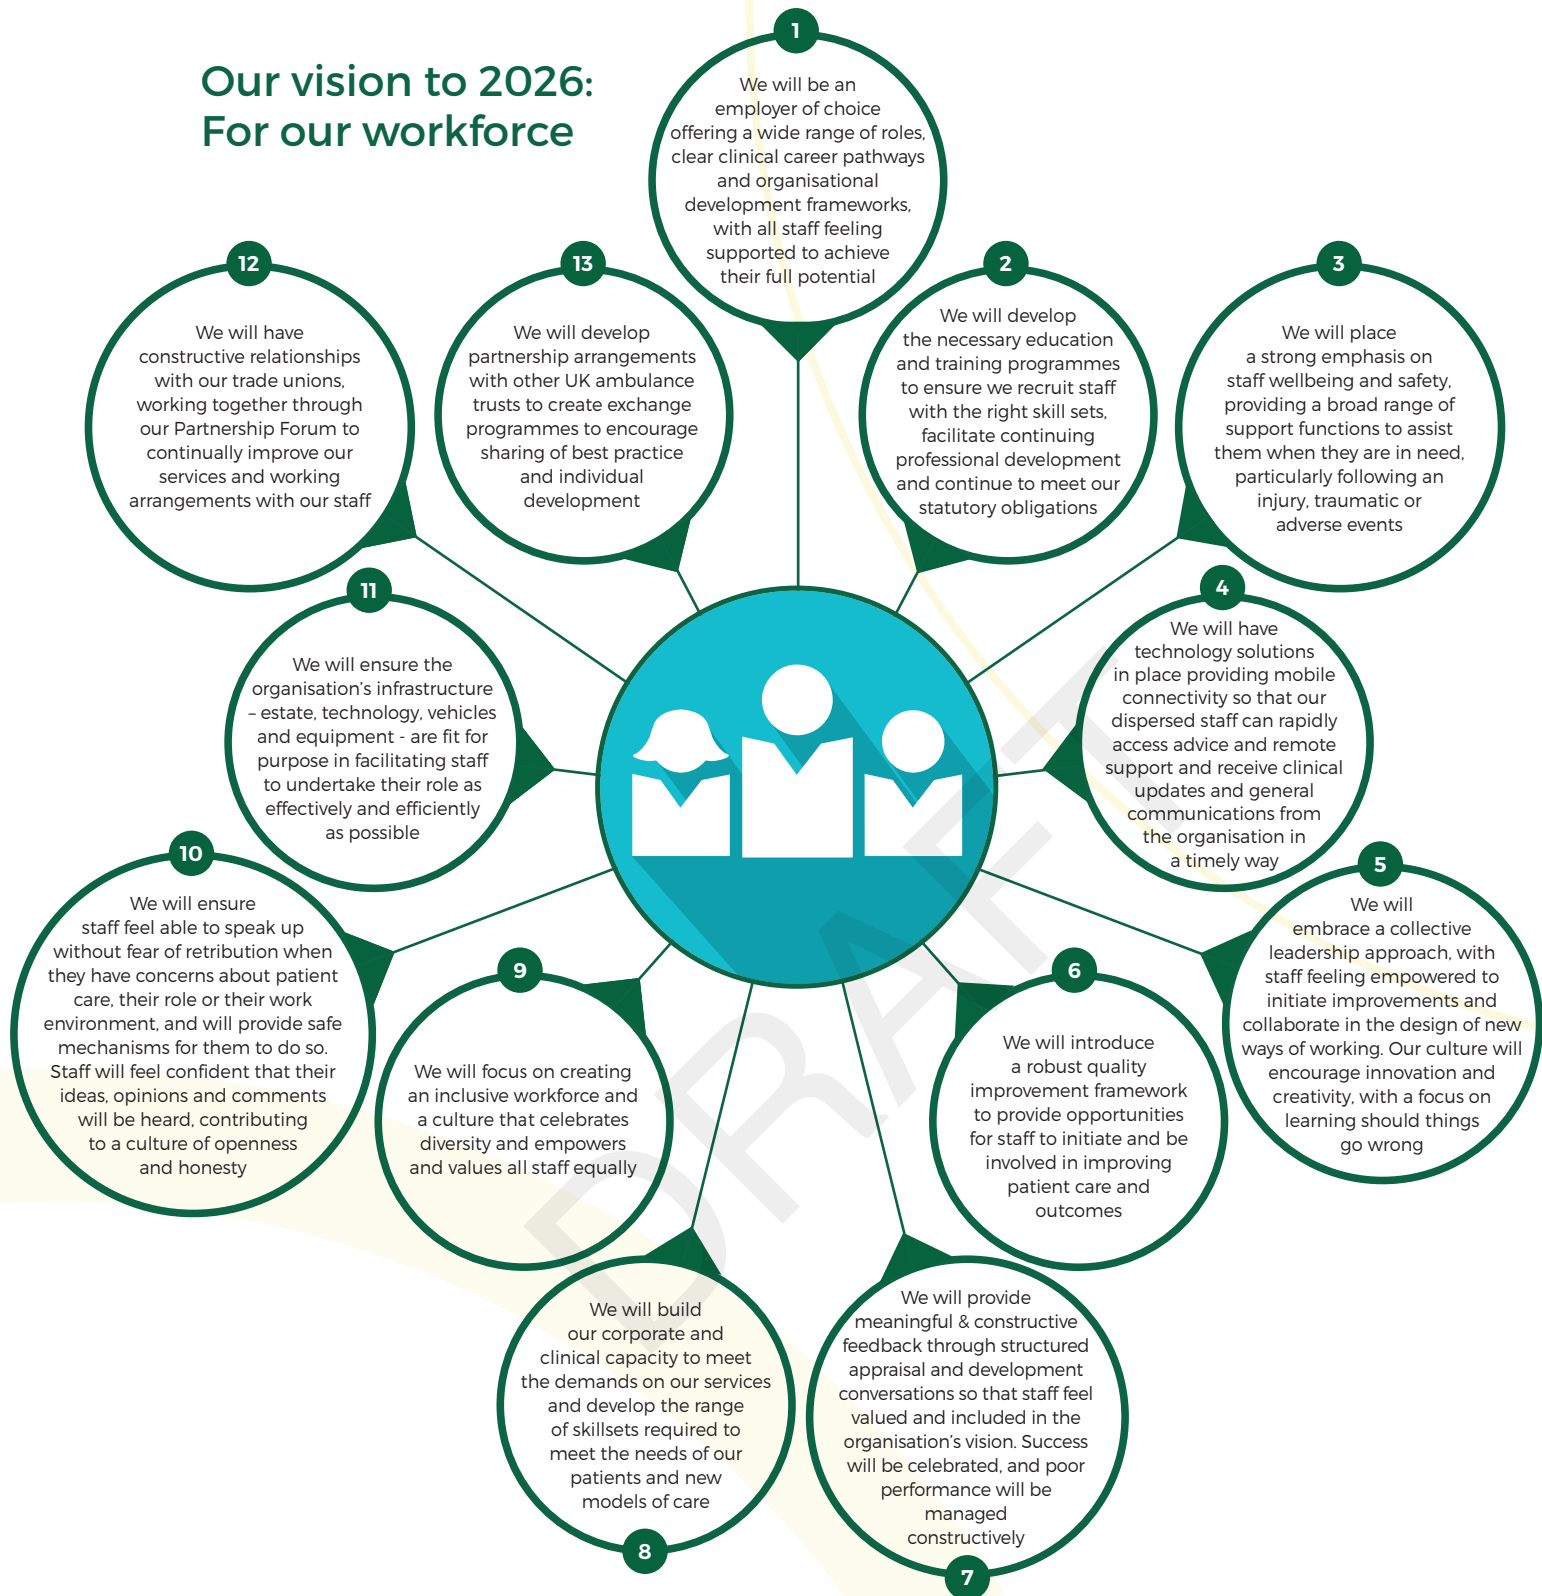 Our vision to 2026:
For our workforce
1
We will be an
employer of choice
offering a wide range of roles,
clear clinical career pathways
and organisational
development frameworks,
with all staff feeling
supported to achieve
their full potential
2
We will develop
the necessary education
and training programmes
to ensure we recruit staff
with the right skill sets,
facilitate continuing
professional development
and continue to meet our
statutory obligations
3
We will place
a strong emphasis on
staff wellbeing and safety,
providing a broad range of
support functions to assist
them when they are in need,
particularly following an
injury, traumatic or
adverse events
4
We will have
technology solutions
in place providing mobile
connectivity so that our
dispersed staff can rapidly
access advice and remote
support and receive clinical
updates and general
communications from
the organisation in
a timely way
5
We will
embrace a collective
leadership approach, with
staff feeling empowered to
initiate improvements and
collaborate in the design of new
ways of working. Our culture will
encourage innovation and
creativity, with a focus on
learning should things
go wrong
6
We will introduce
a robust quality
improvement framework
to provide opportunities
for staff to initiate and be
involved in improving
patient care and
outcomes
We will provide
meaningful & constructive
feedback through structured
appraisal and development
conversations so that staff feel
valued and included in the
organisation's vision. Success
will be celebrated, and poor
performance will be
managed
constructively
7
We will build
our corporate and
clinical capacity to meet
the demands on our services
and develop the range
of skillsets required to
meet the needs of our
patients and new
models of care
8
9
We will focus on creating
an inclusive workforce and
a culture that celebrates
diversity and empowers
and values all staff equally
10
We will ensure
staff feel able to speak up
without fear of retribution when
they have concerns about patient
care, their role or their work
environment, and will provide safe
mechanisms for them to do so.
Staff will feel confident that their
ideas, opinions and comments
will be heard, contributing
to a culture of openness
and honesty
11
We will ensure the
organisation's infrastructure
– estate, technology, vehicles
and equipment - are fit for
purpose in facilitating staff
to undertake their role as
effectively and efficiently
as possible
12
We will have
constructive relationships
with our trade unions,
working together through
our Partnership Forum to
continually improve our
services and working
arrangements with our staff
13
We will develop
partnership arrangements
with other UK ambulance
trusts to create exchange
programmes to encourage
sharing of best practice
and individual
development
DRAFT